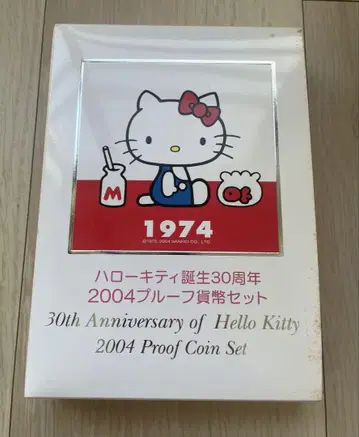 M
of
1974
©1976, 2004 SANRIO CO., LTD.
ハローキティ誕生30周年
2004プルーフ貨幣セット
30th Anniversary of Hello Kitty
2004 Proof Coin Set